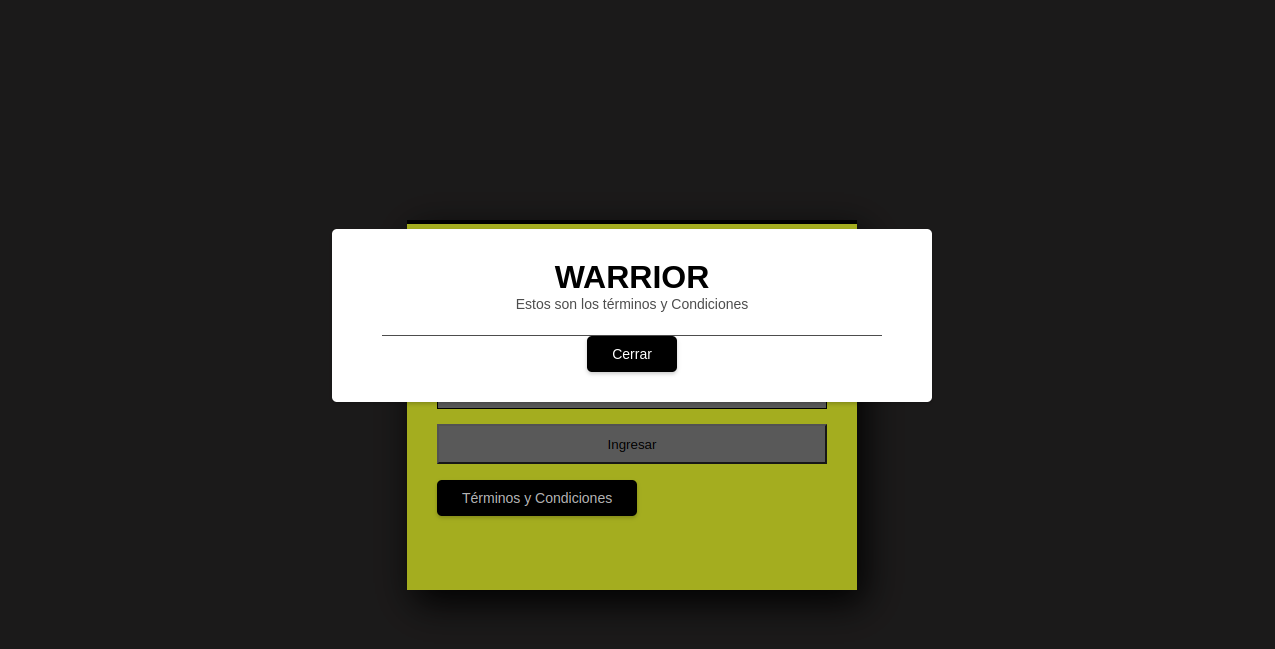 WARRIOR
Estos son los términos y Condiciones
Cerrar
Ingresar
Términos y Condiciones